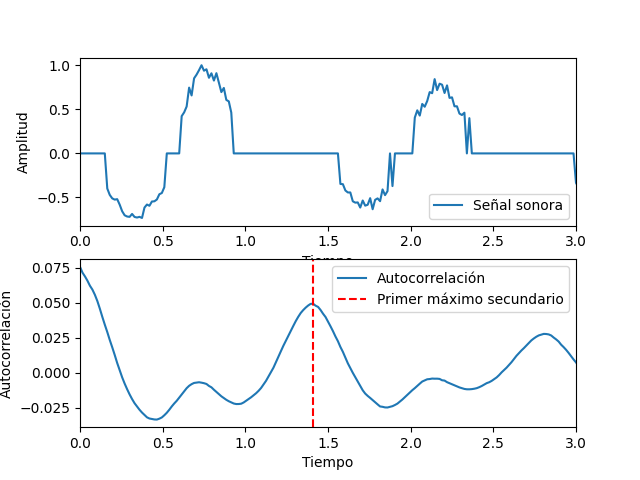 1.0
0.5
0.0
−0.5
Amplitud
Señal sonora
0.0 0.5 1.0 1.5 2.0 2.5 3.0
Tiempo
0.075
0.050
0.025
0.000
−0.025
Autocorrelación
Autocorrelación
Primer máximo secundario
0.0 0.5 1.0 1.5 2.0 2.5 3.0
Tiempo